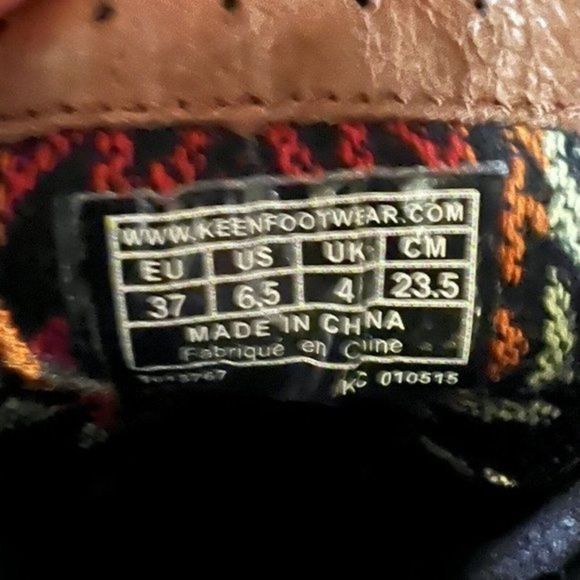 WWW.KEENFOOTWEAR.COM
EU US UK CM
37 6.5 4 23.5
MADE IN CHINA
Fabriqué en Chine
KC 010515